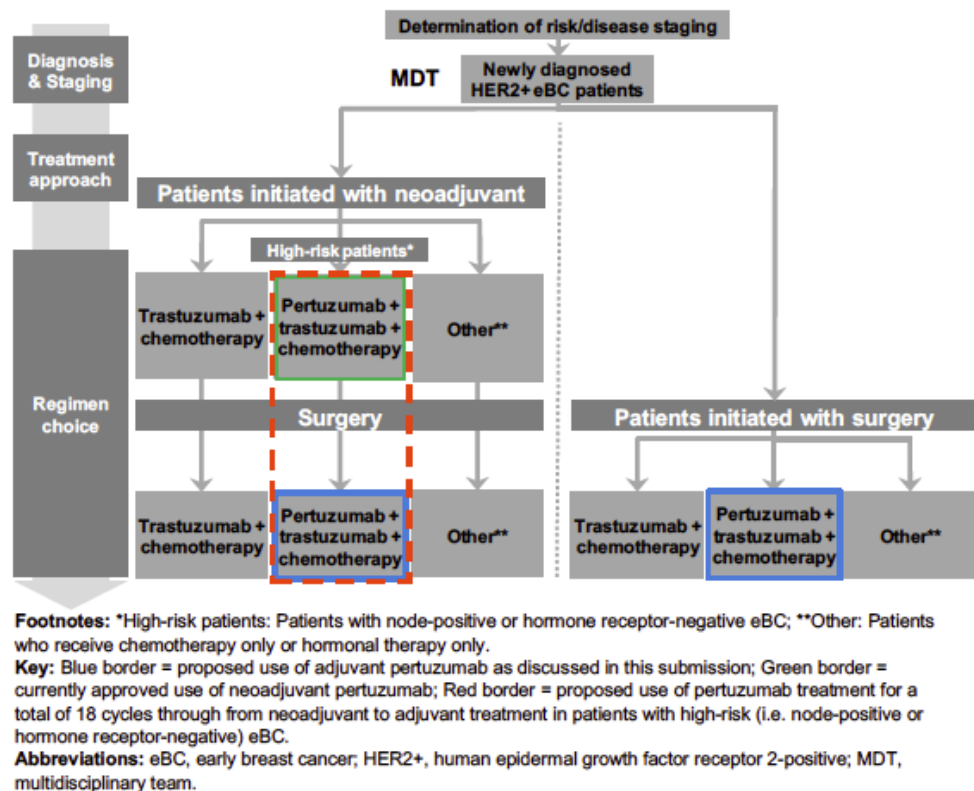 Determination of risk/disease staging
Diagnosis
& Staging
MDT
Newly diagnosed
HER2+ eBC
patients
Treatment
approach
Patients initiated with neoadjuvant
High-risk patients*
Trastuzumab +
chemotherapy
Pertuzumab +
trastuzumab +
chemotherapy
Other**
Regimen
choice
Surgery
Patients initiated with surgery
Trastuzumab +
chemotherapy
Pertuzumab +
trastuzumab +
chemotherapy
Other**
Trastuzumab +
chemotherapy
Pertuzumab +
trastuzumab +
chemotherapy
Other**
Footnotes: *High-risk patients: Patients with node-positive or hormone receptor-negative eBC; **Other: Patients
who receive chemotherapy only or hormonal therapy only.
Key: Blue border = proposed use of adjuvant pertuzumab as discussed in this submission; Green border =
currently approved use of neoadjuvant pertuzumab; Red border = proposed use of pertuzumab treatment for a
total of 18 cycles through from neoadjuvant to adjuvant treatment in patients with high-risk (i.e. node-positive or
hormone receptor-negative) eBC.
Abbreviations: eBC, early breast cancer; HER2+, human epidermal growth factor receptor 2-positive; MDT,
multidisciplinary team.